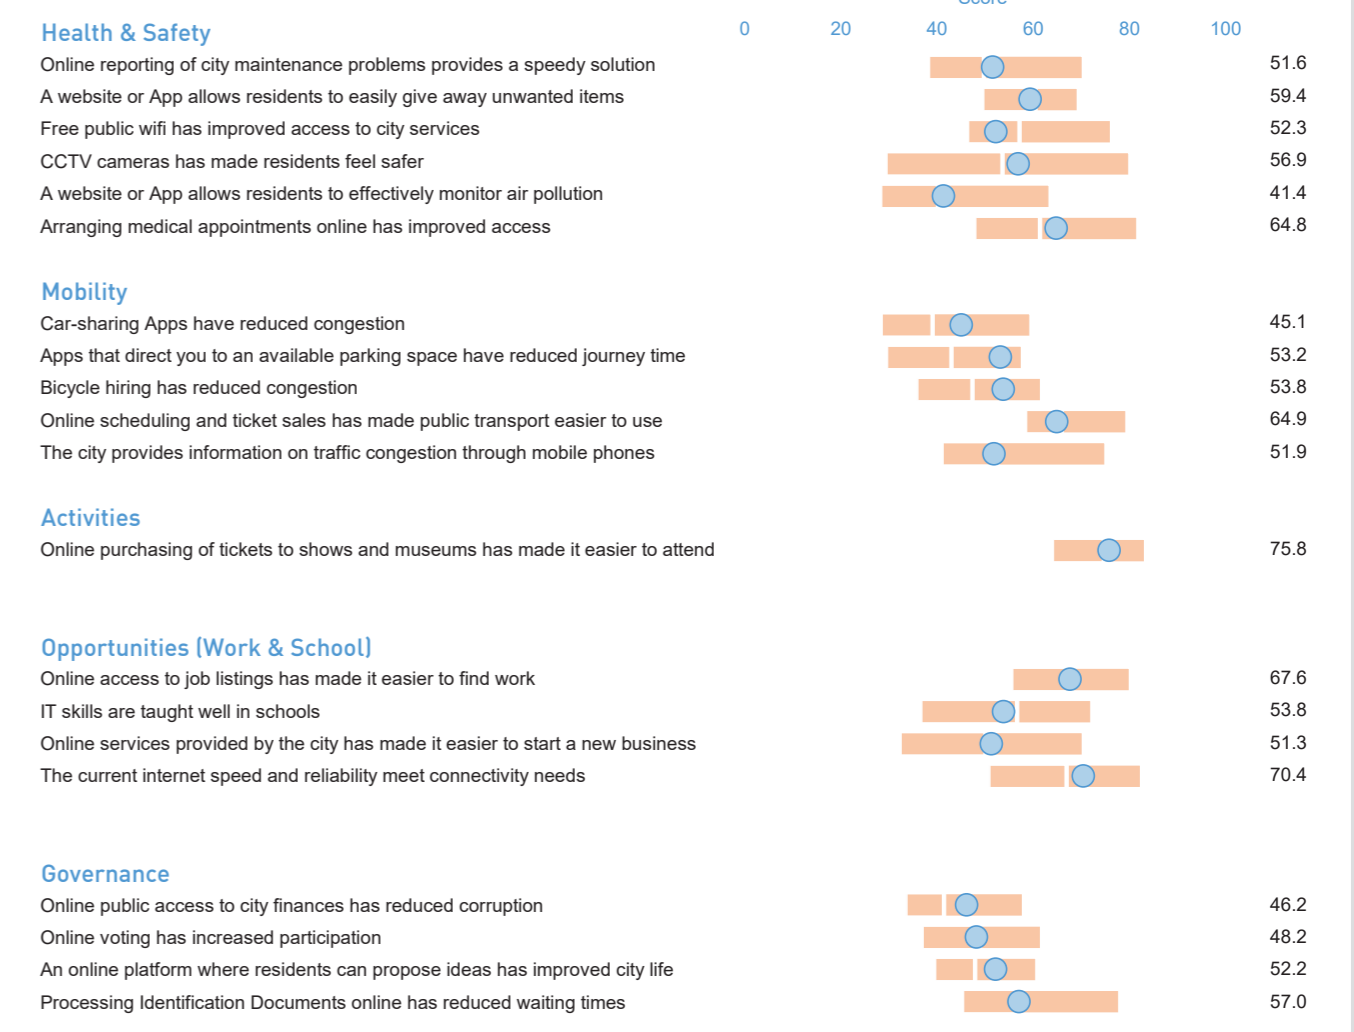 Score
Health & Safety 0 20 40 60 80 100
Online reporting of city maintenance problems provides a speedy solution 51.6
A website or App allows residents to easily give away unwanted items 59.4
Free public wifi has improved access to city services 52.3
CCTV cameras has made residents feel safer 56.9
A website or App allows residents to effectively monitor air pollution 41.4
Arranging medical appointments online has improved access 64.8
Mobility
Car-sharing Apps have reduced congestion 45.1
Apps that direct you to an available parking space have reduced journey time 53.2
Bicycle hiring has reduced congestion 53.8
Online scheduling and ticket sales has made public transport easier to use 64.9
The city provides information on traffic congestion through mobile phones 51.9
Activities
Online purchasing of tickets to shows and museums has made it easier to attend 75.8
Opportunities (Work & School)
Online access to job listings has made it easier to find work 67.6
IT skills are taught well in schools 53.8
Online services provided by the city has made it easier to start a new business 51.3
The current internet speed and reliability meet connectivity needs 70.4
Governance
Online public access to city finances has reduced corruption 46.2
Online voting has increased participation 48.2
An online platform where residents can propose ideas has improved city life 52.2
Processing Identification Documents online has reduced waiting times 57.0